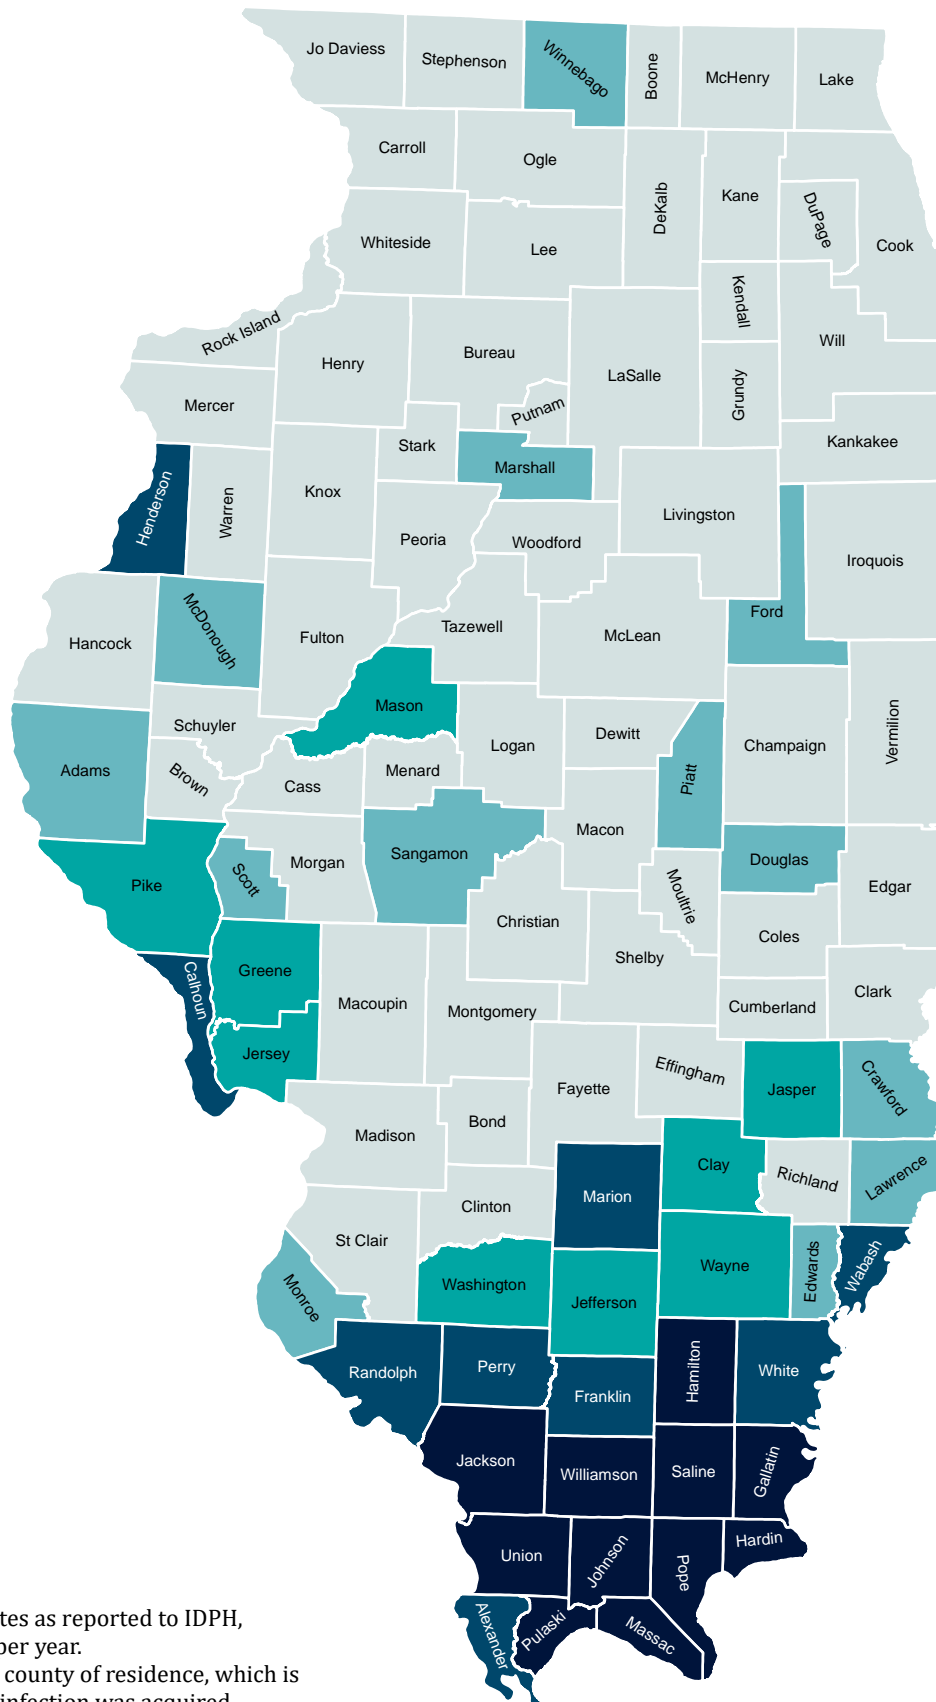 Jo Daviess
Stephenson
Winnebago
Boone
McHenry
Lake
Carroll
Ogle
DeKalb
Kane
DuPage
Cook
Whiteside
Lee
Kendall
Rock Island
Henry
Bureau
LaSalle
Will
Mercer
Putnam
Grundy
Stark
Kankakee
Henderson
Warren
Knox
Marshall
Peoria
Woodford
Livingston
Iroquois
Hancock
McDonough
Fulton
Tazewell
McLean
Ford
Schuyler
Mason
Logan
Dewitt
Piatt
Champaign
Vermilion
Adams
Brown
Cass
Menard
Macon
Pike
Scott
Morgan
Sangamon
Christian
Moultrie
Douglas
Edgar
Coles
Shelby
Calhoun
Greene
Macoupin
Montgomery
Cumberland
Clark
Jersey
Fayette
Effingham
Jasper
Crawford
Madison
Bond
Clay
Richland
Lawrence
Marion
Clinton
St Clair
Monroe
Washington
Jefferson
Wayne
Edwards
Wabash
Randolph
Perry
Franklin
Hamilton
White
Jackson
Williamson
Saline
Gallatin
Union
Johnson
Pope
Hardin
Alexander
Pulaski
Massac
tes as reported to IDPH,
per year.
county of residence, which is
infection was acquired